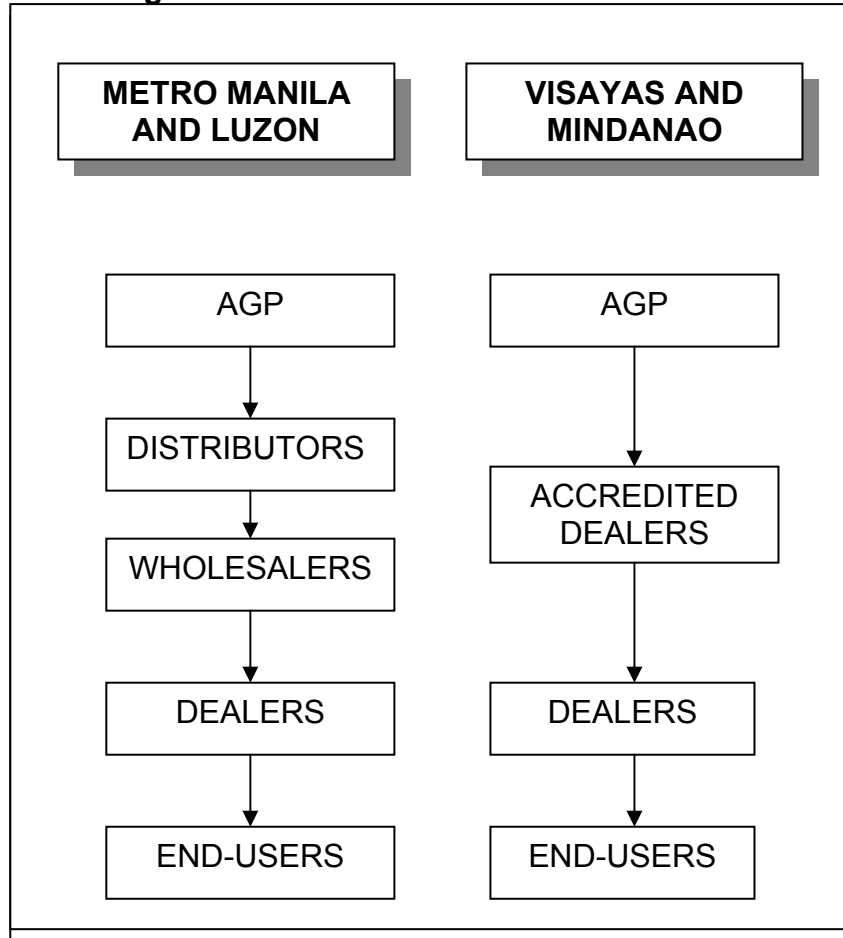 METRO MANILA
AND LUZON
VISAYAS AND
MINDANAO
AGP
DISTRIBUTORS
WHOLESALERS
DEALERS
END-USERS
AGP
ACCREDITED
DEALERS
DEALERS
END-USERS